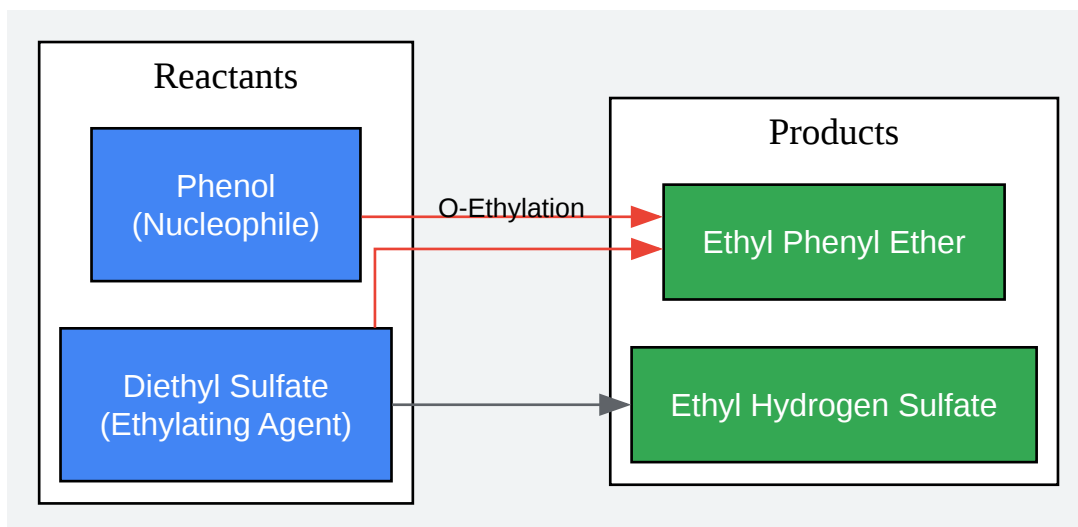 Reactants
Phenol
(Nucleophile)
Diethyl Sulfate
(Ethylating Agent)
O-Ethylation
Products
Ethyl Phenyl Ether
Ethyl Hydrogen Sulfate